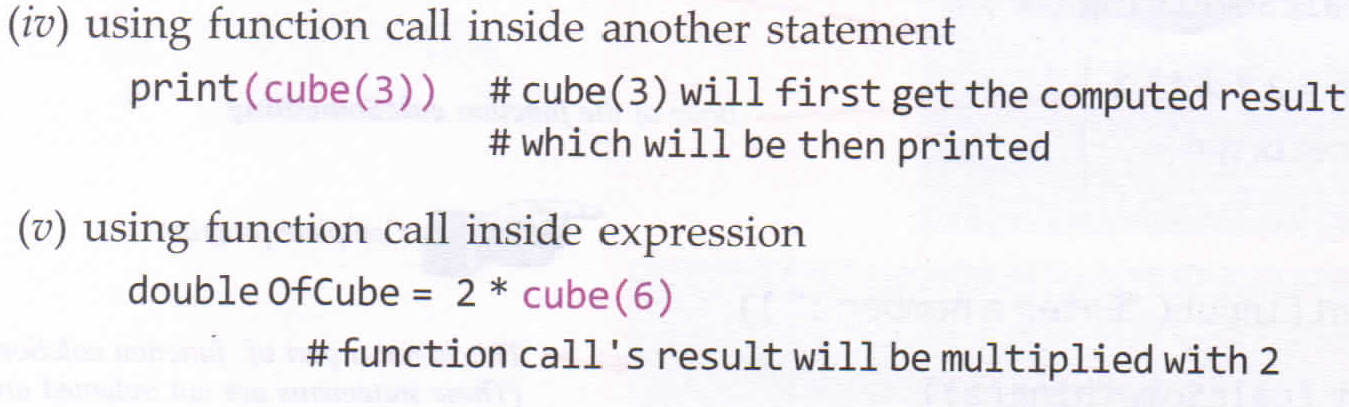 (iv) using function call inside another statement
print(cube(3)) # cube(3) will first get the computed result
# which will be then printed
(v) using function call inside expression
doubleOfCube = 2 * cube(6)
# function call's result will be multiplied with 2